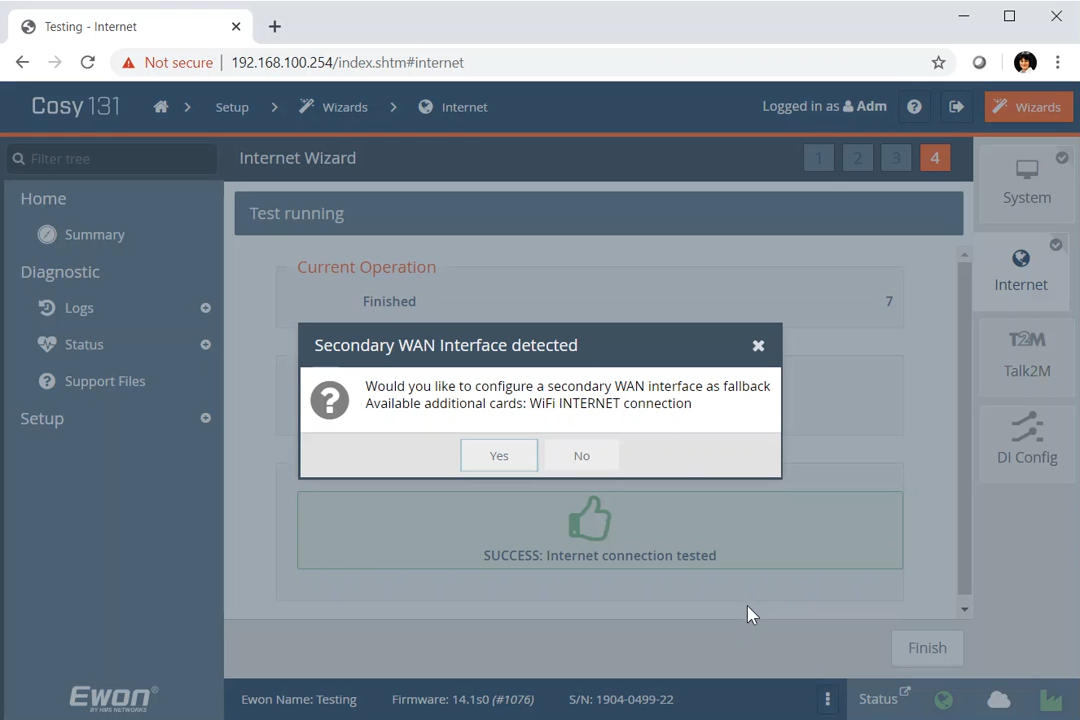 Testing - Internet
Not secure
192.168.100.254/index.shtm#internet
Cosy 131
Setup
Wizards
Internet
Logged in as Adm
Wizards
Filter tree
Internet Wizard
1
2
3
4
Home
Summary
Diagnostic
Logs
Status
Support Files
Setup
Test running
Current Operation
Finished 7
Secondary WAN Interface detected
Would you like to configure a secondary WAN interface as fallback
Available additional cards: WiFi INTERNET connection
Yes
No
SUCCESS: Internet connection tested
Finish
System
Internet
T2M
Talk2M
DI Config
Ewon®
BY HMS NETWORKS
Ewon Name: Testing
Firmware: 14.1s0 (#1076)
S/N: 1904-0499-22
Status